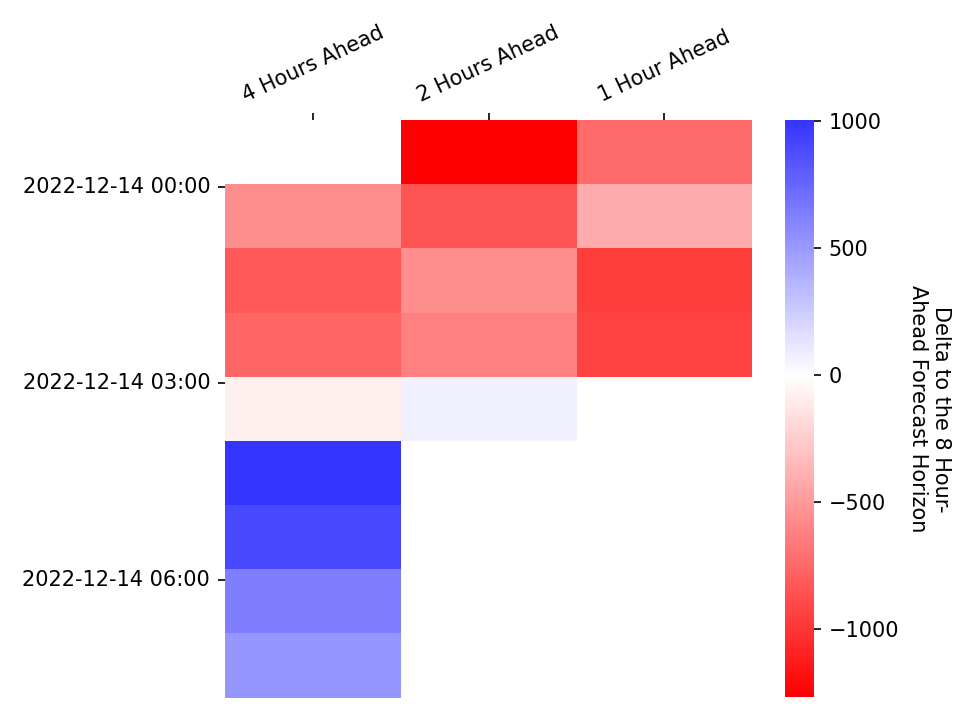 4 Hours Ahead
2 Hours Ahead
1 Hour Ahead
2022-12-14 00:00
2022-12-14 03:00
2022-12-14 06:00
1000
500
0
−500
−1000
Delta to the 8 Hour-
Ahead Forecast Horizon